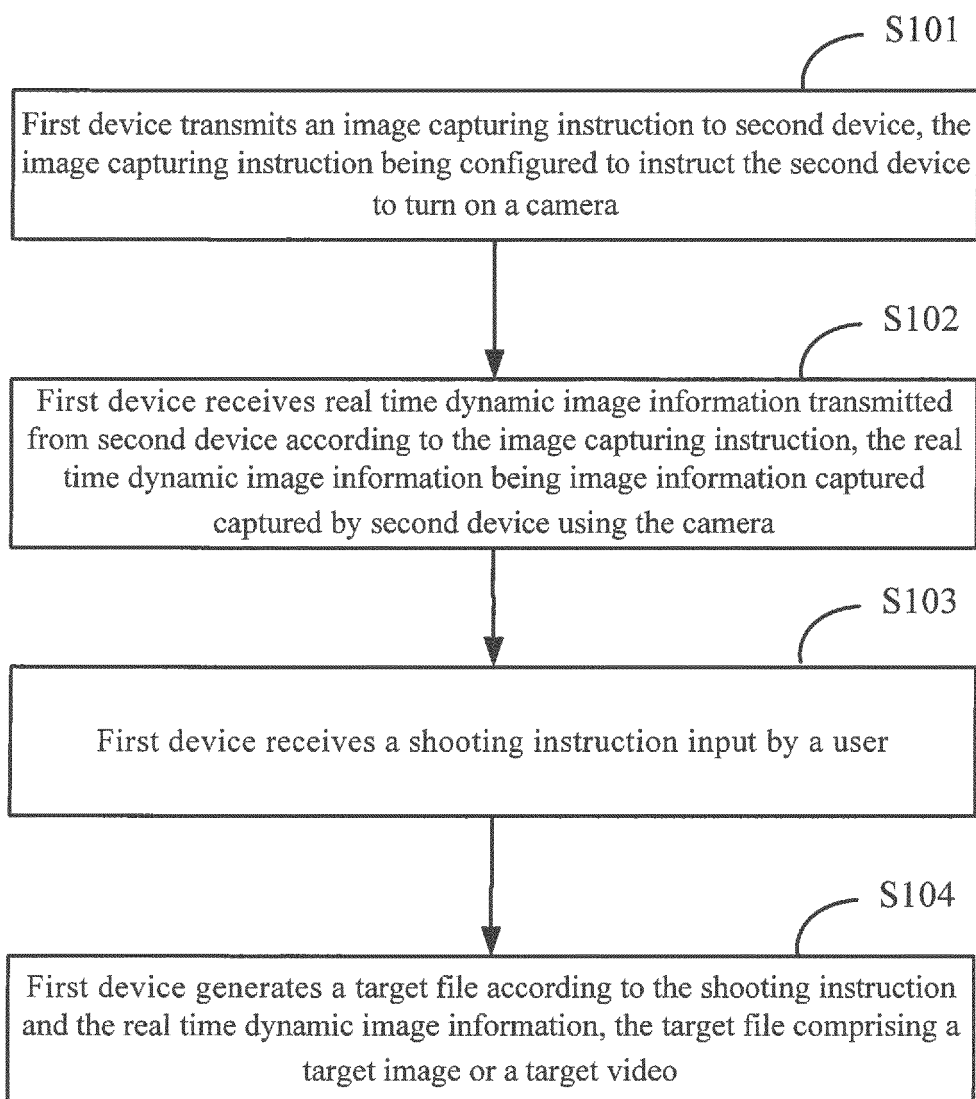 S101
First device transmits an image capturing instruction to second device, the
image capturing instruction being configured to instruct the second device
to turn on a camera
S102
First device receives real time dynamic image information transmitted
from second device according to the image capturing instruction, the real
time dynamic image information being image information captured
captured by second device using the camera
S103
First device receives a shooting instruction input by a user
S104
First device generates a target file according to the shooting instruction
and the real time dynamic image information, the target file comprising a
target image or a target video